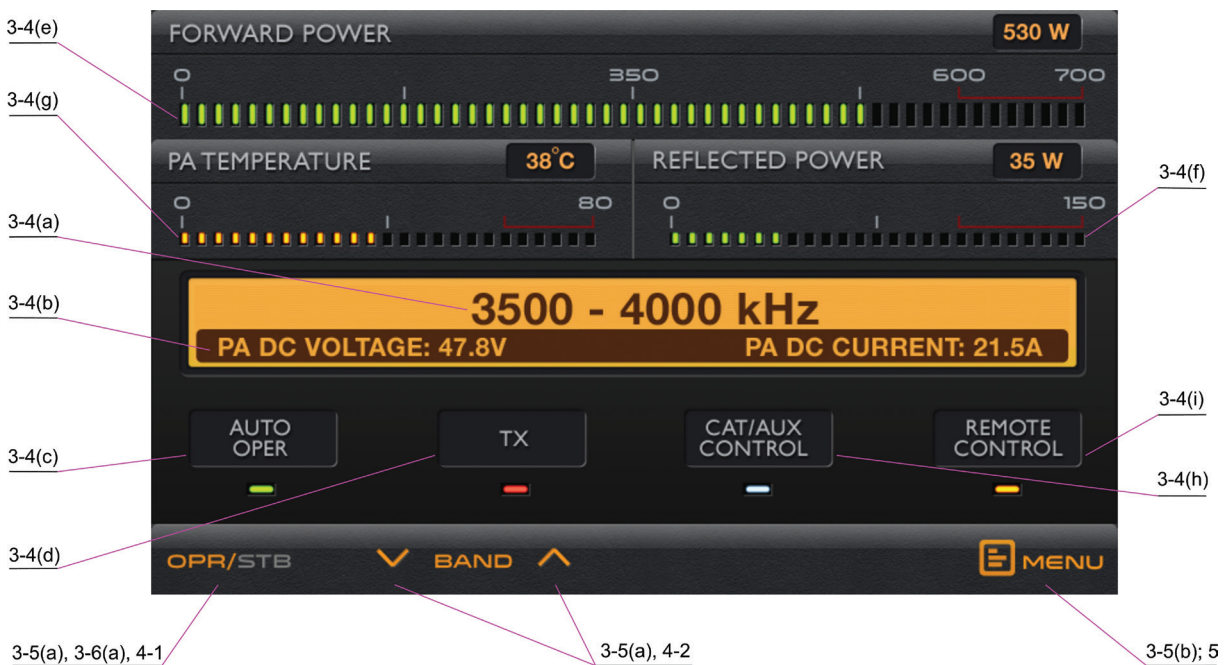 3-4(e)
FORWARD POWER
530 W
0 350 600 700
3-4(g)
PA TEMPERATURE
38°C
REFLECTED POWER
35 W
3-4(f)
0 80
0 150
3-4(a)
3-4(b)
3500 - 4000 kHz
PA DC VOLTAGE: 47.8V
PA DC CURRENT: 21.5A
3-4(i)
AUTO
OPER
TX
CAT/AUX
CONTROL
REMOTE
CONTROL
3-4(c)
3-4(h)
3-4(d)
OPR/STB
BAND
MENU
3-5(a), 3-6(a), 4-1
3-5(a), 4-2
3-5(b); 5